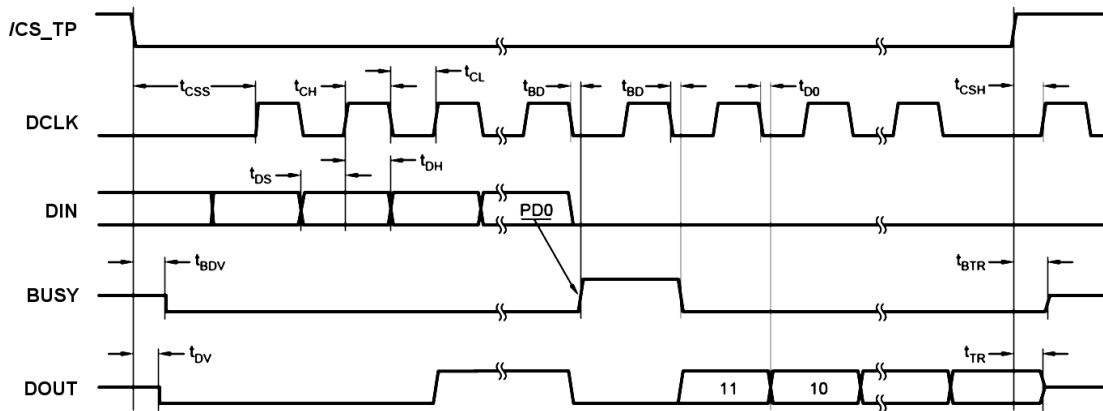 /CS_TP
tCSS
tCH
tCL
tBD
tBD
tD0
tCSH
DCLK
tDS
tDH
DIN
PD0
tBDV
tBTR
BUSY
tDV
tTR
DOUT
11
10